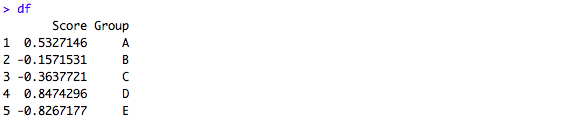 > df
Score Group
1 0.5327146 A
2 -0.1571531 B
3 -0.3637721 C
4 0.8474296 D
5 -0.8267177 E